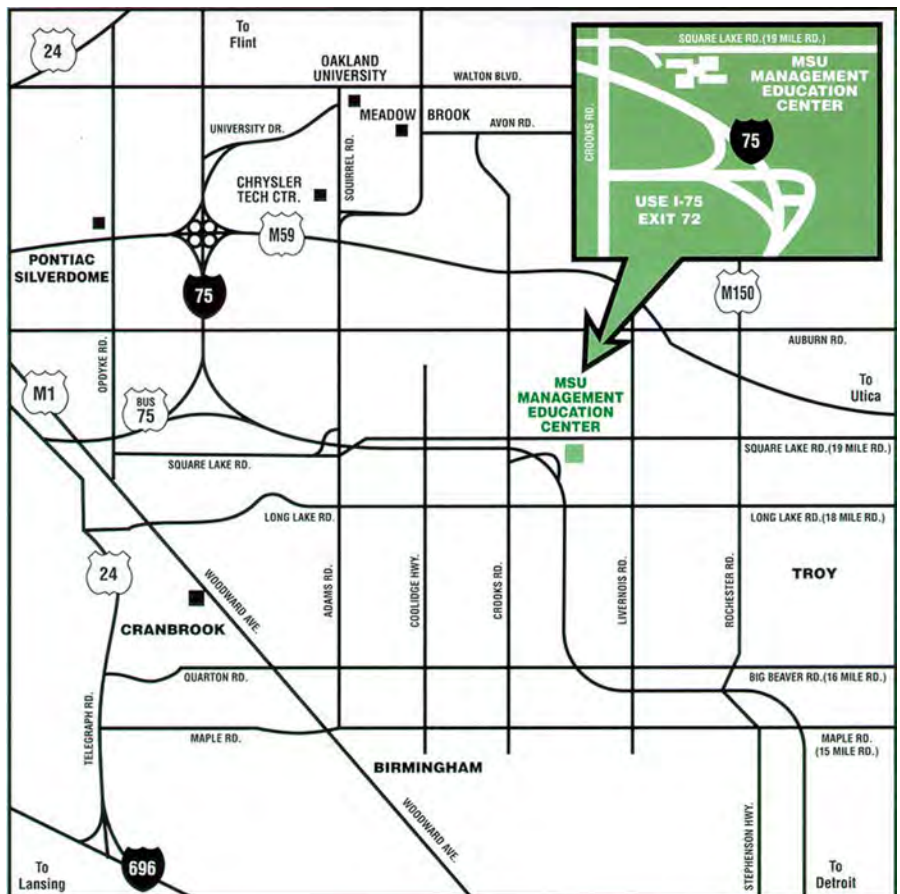 24
To
Flint
OAKLAND
UNIVERSITY
WALTON BLVD.
MEADOW BROOK
UNIVERSITY DR.
SQUIRREL RD.
AVON RD.
CHRYSLER
TECH CTR.
PONTIAC
SILVERDOME
M59
75
SQUARE LAKE RD.(19 MILE RD.)
MSU
MANAGEMENT
EDUCATION
CENTER
CROOKS RD.
75
USE I-75
EXIT 72
M150
OPDYKE RD.
AUBURN RD.
M1
BUS
75
MSU
MANAGEMENT
EDUCATION
CENTER
To
Utica
SQUARE LAKE RD.
SQUARE LAKE RD.(19 MILE RD.)
LONG LAKE RD.
LONG LAKE RD.(18 MILE RD.)
24
WOODWARD AVE.
ADAMS RD.
COOLIDGE HWY.
CROOKS RD.
LIVERNOIS RD.
ROCHESTER RD.
TROY
CRANBROOK
QUARTON RD.
BIG BEAVER RD.(16 MILE RD.)
TELEGRAPH RD.
MAPLE RD.
MAPLE RD.
(15 MILE RD.)
BIRMINGHAM
WOODWARD AVE.
STEPHENSON HWY.
To
Lansing
696
To
Detroit